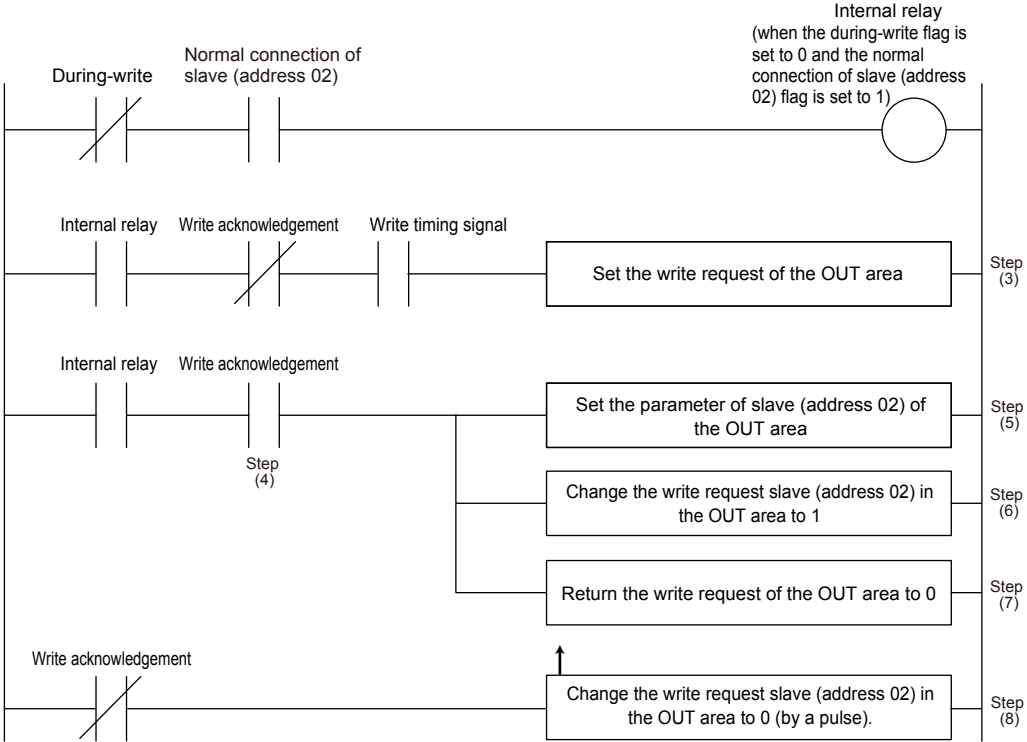 Internal relay
(when the during-write flag is
set to 0 and the normal
connection of slave (address
02) flag is set to 1)
Normal connection of
slave (address 02)
During-write
Internal relay
Write acknowledgement
Write timing signal
Set the write request of the OUT area
Step
(3)
Internal relay
Write acknowledgement
Step
(4)
Set the parameter of slave (address 02) of
the OUT area
Step
(5)
Change the write request slave (address 02) in
the OUT area to 1
Step
(6)
Return the write request of the OUT area to 0
Step
(7)
Write acknowledgement
Change the write request slave (address 02) in
the OUT area to 0 (by a pulse).
Step
(8)